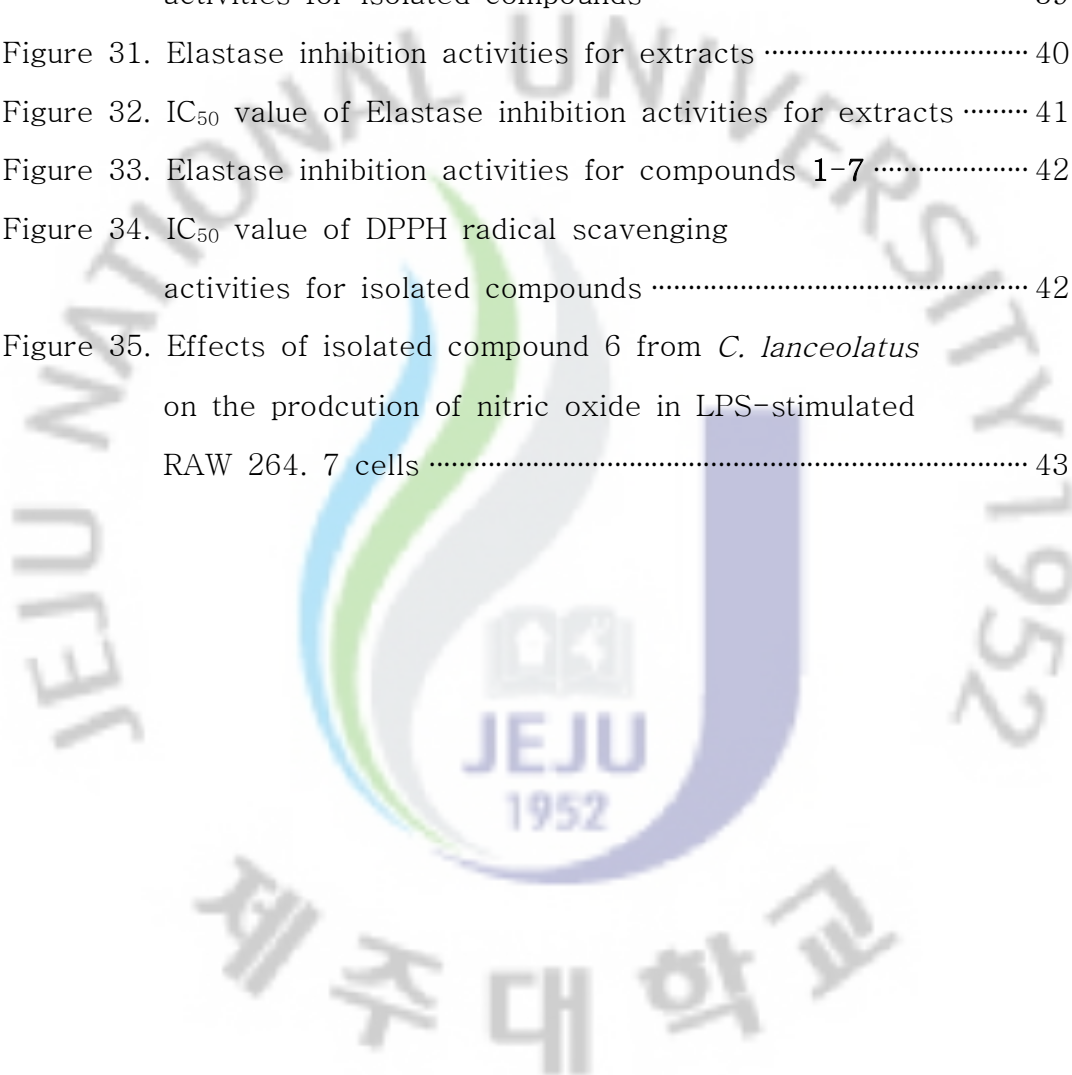 activities for isolated compounds 39
Figure 31. Elastase inhibition activities for extracts ································ 40
Figure 32. IC₅₀ value of Elastase inhibition activities for extracts ········· 41
Figure 33. Elastase inhibition activities for compounds 1-7 ··················· 42
Figure 34. IC₅₀ value of DPPH radical scavenging
activities for isolated compounds ·············································· 42
Figure 35. Effects of isolated compound 6 from C. lanceolatus
on the prodcution of nitric oxide in LPS-stimulated
RAW 264. 7 cells ········································································· 43
JEJU NATIONAL UNIVERSITY 1952
JEJU
1952
제주대학교